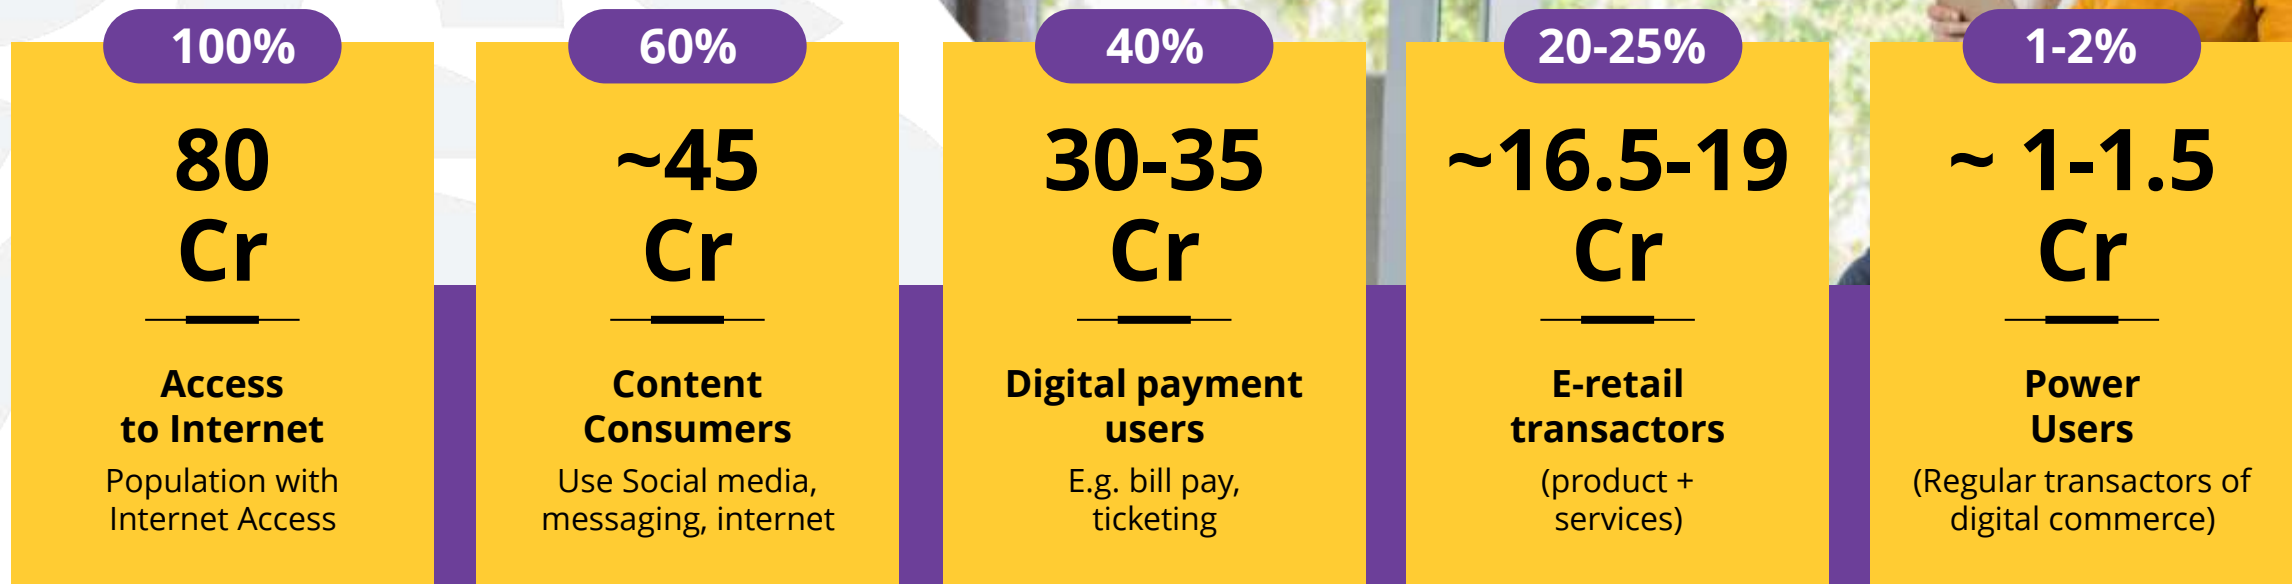 100%
80
Cr
Access
to Internet
Population with
Internet Access
60%
~45
Cr
Content
Consumers
Use Social media,
messaging, internet
40%
30-35
Cr
Digital payment
users
E.g. bill pay,
ticketing
20-25%
~16.5-19
Cr
E-retail
transactors
(product +
services)
1-2%
~ 1-1.5
Cr
Power
Users
(Regular transactors of
digital commerce)